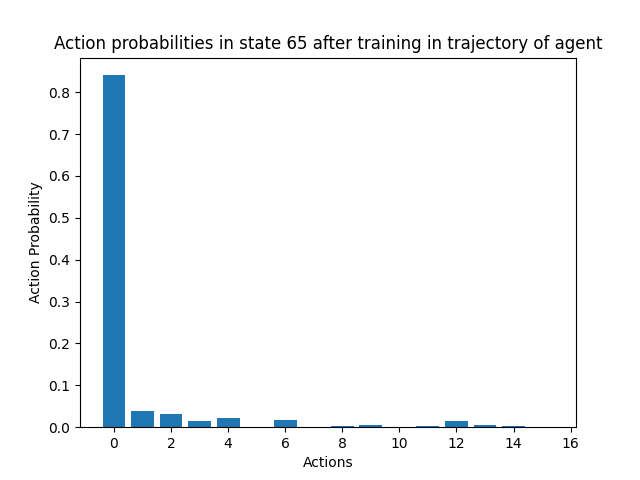 Action probabilities in state 65 after training in trajectory of agent
0.8
0.7
0.6
0.5
0.4
0.3
0.2
0.1
0.0
Action Probability
0 2 4 6 8 10 12 14 16
Actions